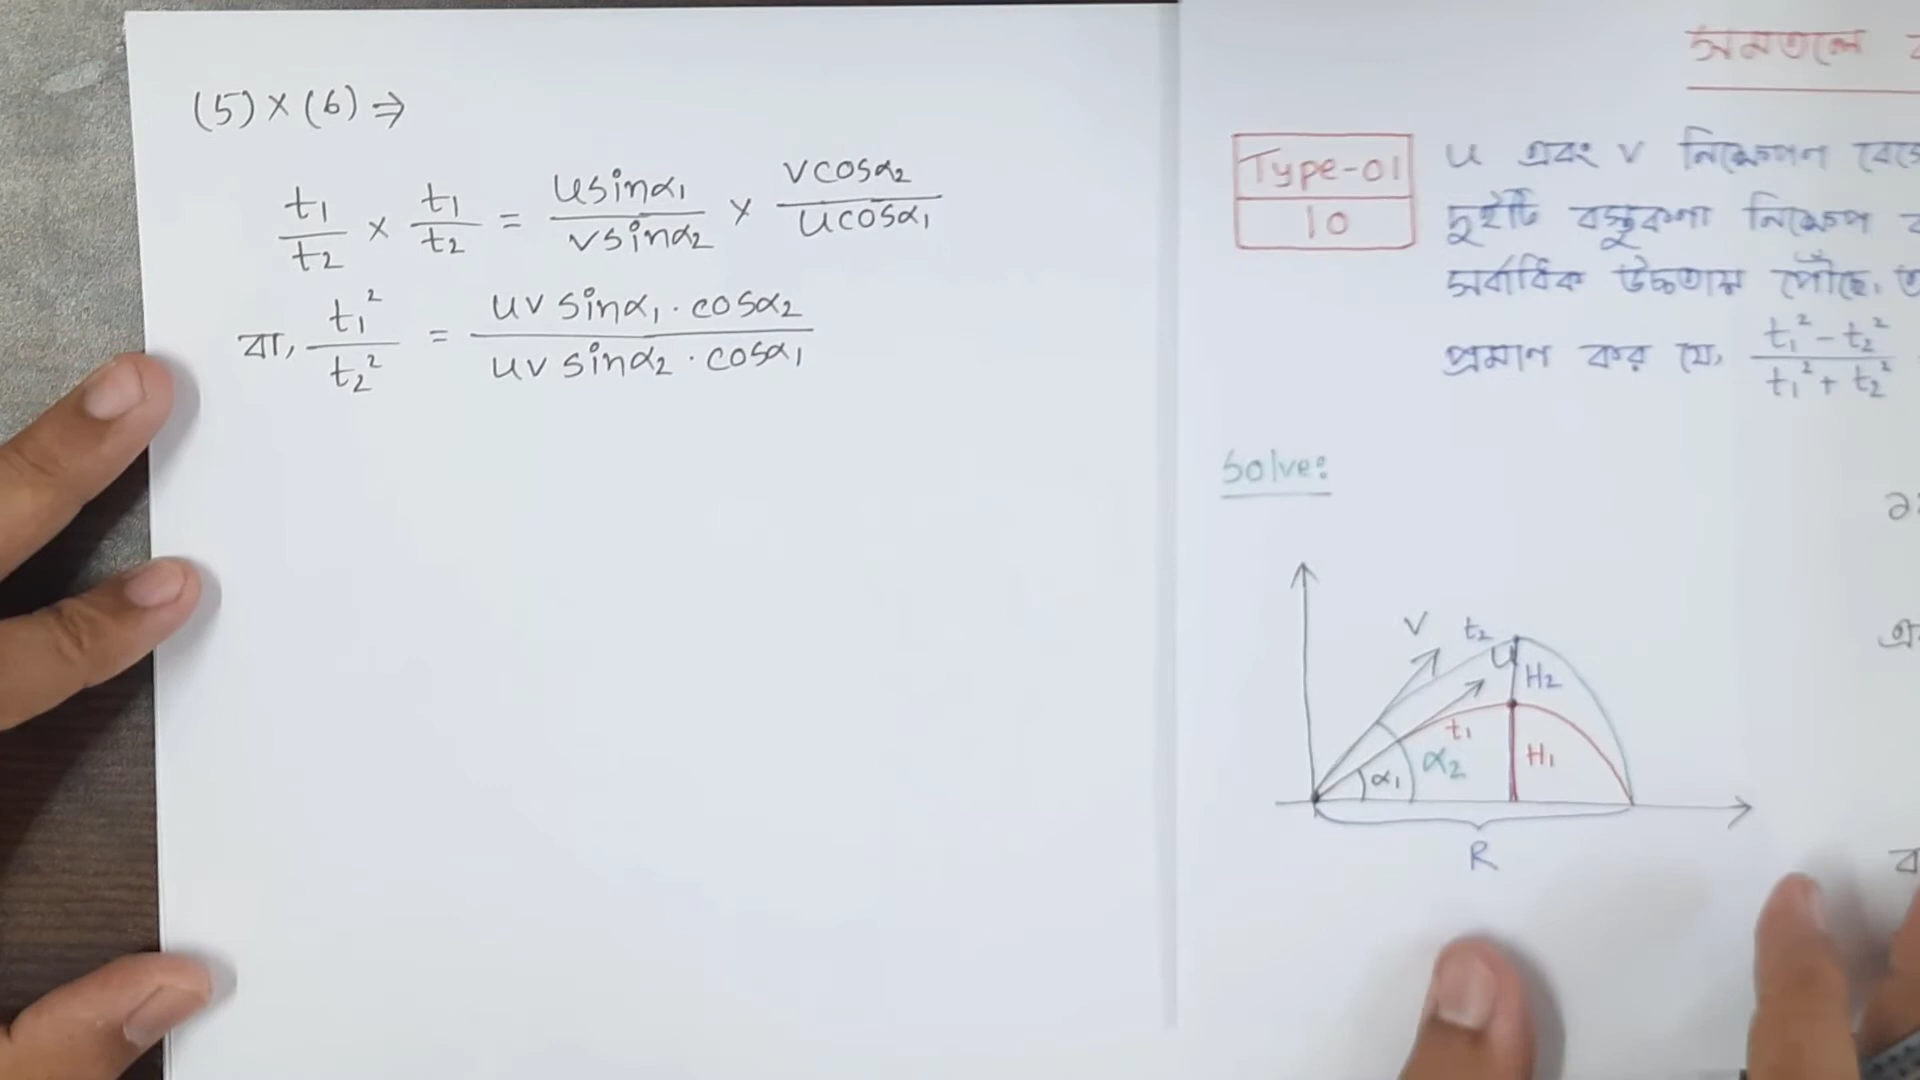 (5) × (6) ⇒
t₁/t₂ × t₁/t₂ = u sinα₁/v sinα₂ × v cosα₂/u cosα₁
বা, t₁²/t₂² = uv sinα₁ · cosα₂/uv sinα₂ · cosα₁
সমতলে
Type-01
10
u এবং v নিক্ষেপন
দুইটি বস্তুকণা নিক্ষেপ
সর্বাধিক উচ্চতায় পৌঁছে।
প্রমাণ কর যে, t₁² - t₂²/t₁² + t₂²
Solve:
V t₂
u H₂
t₁
α₁ α₂ H₁
R